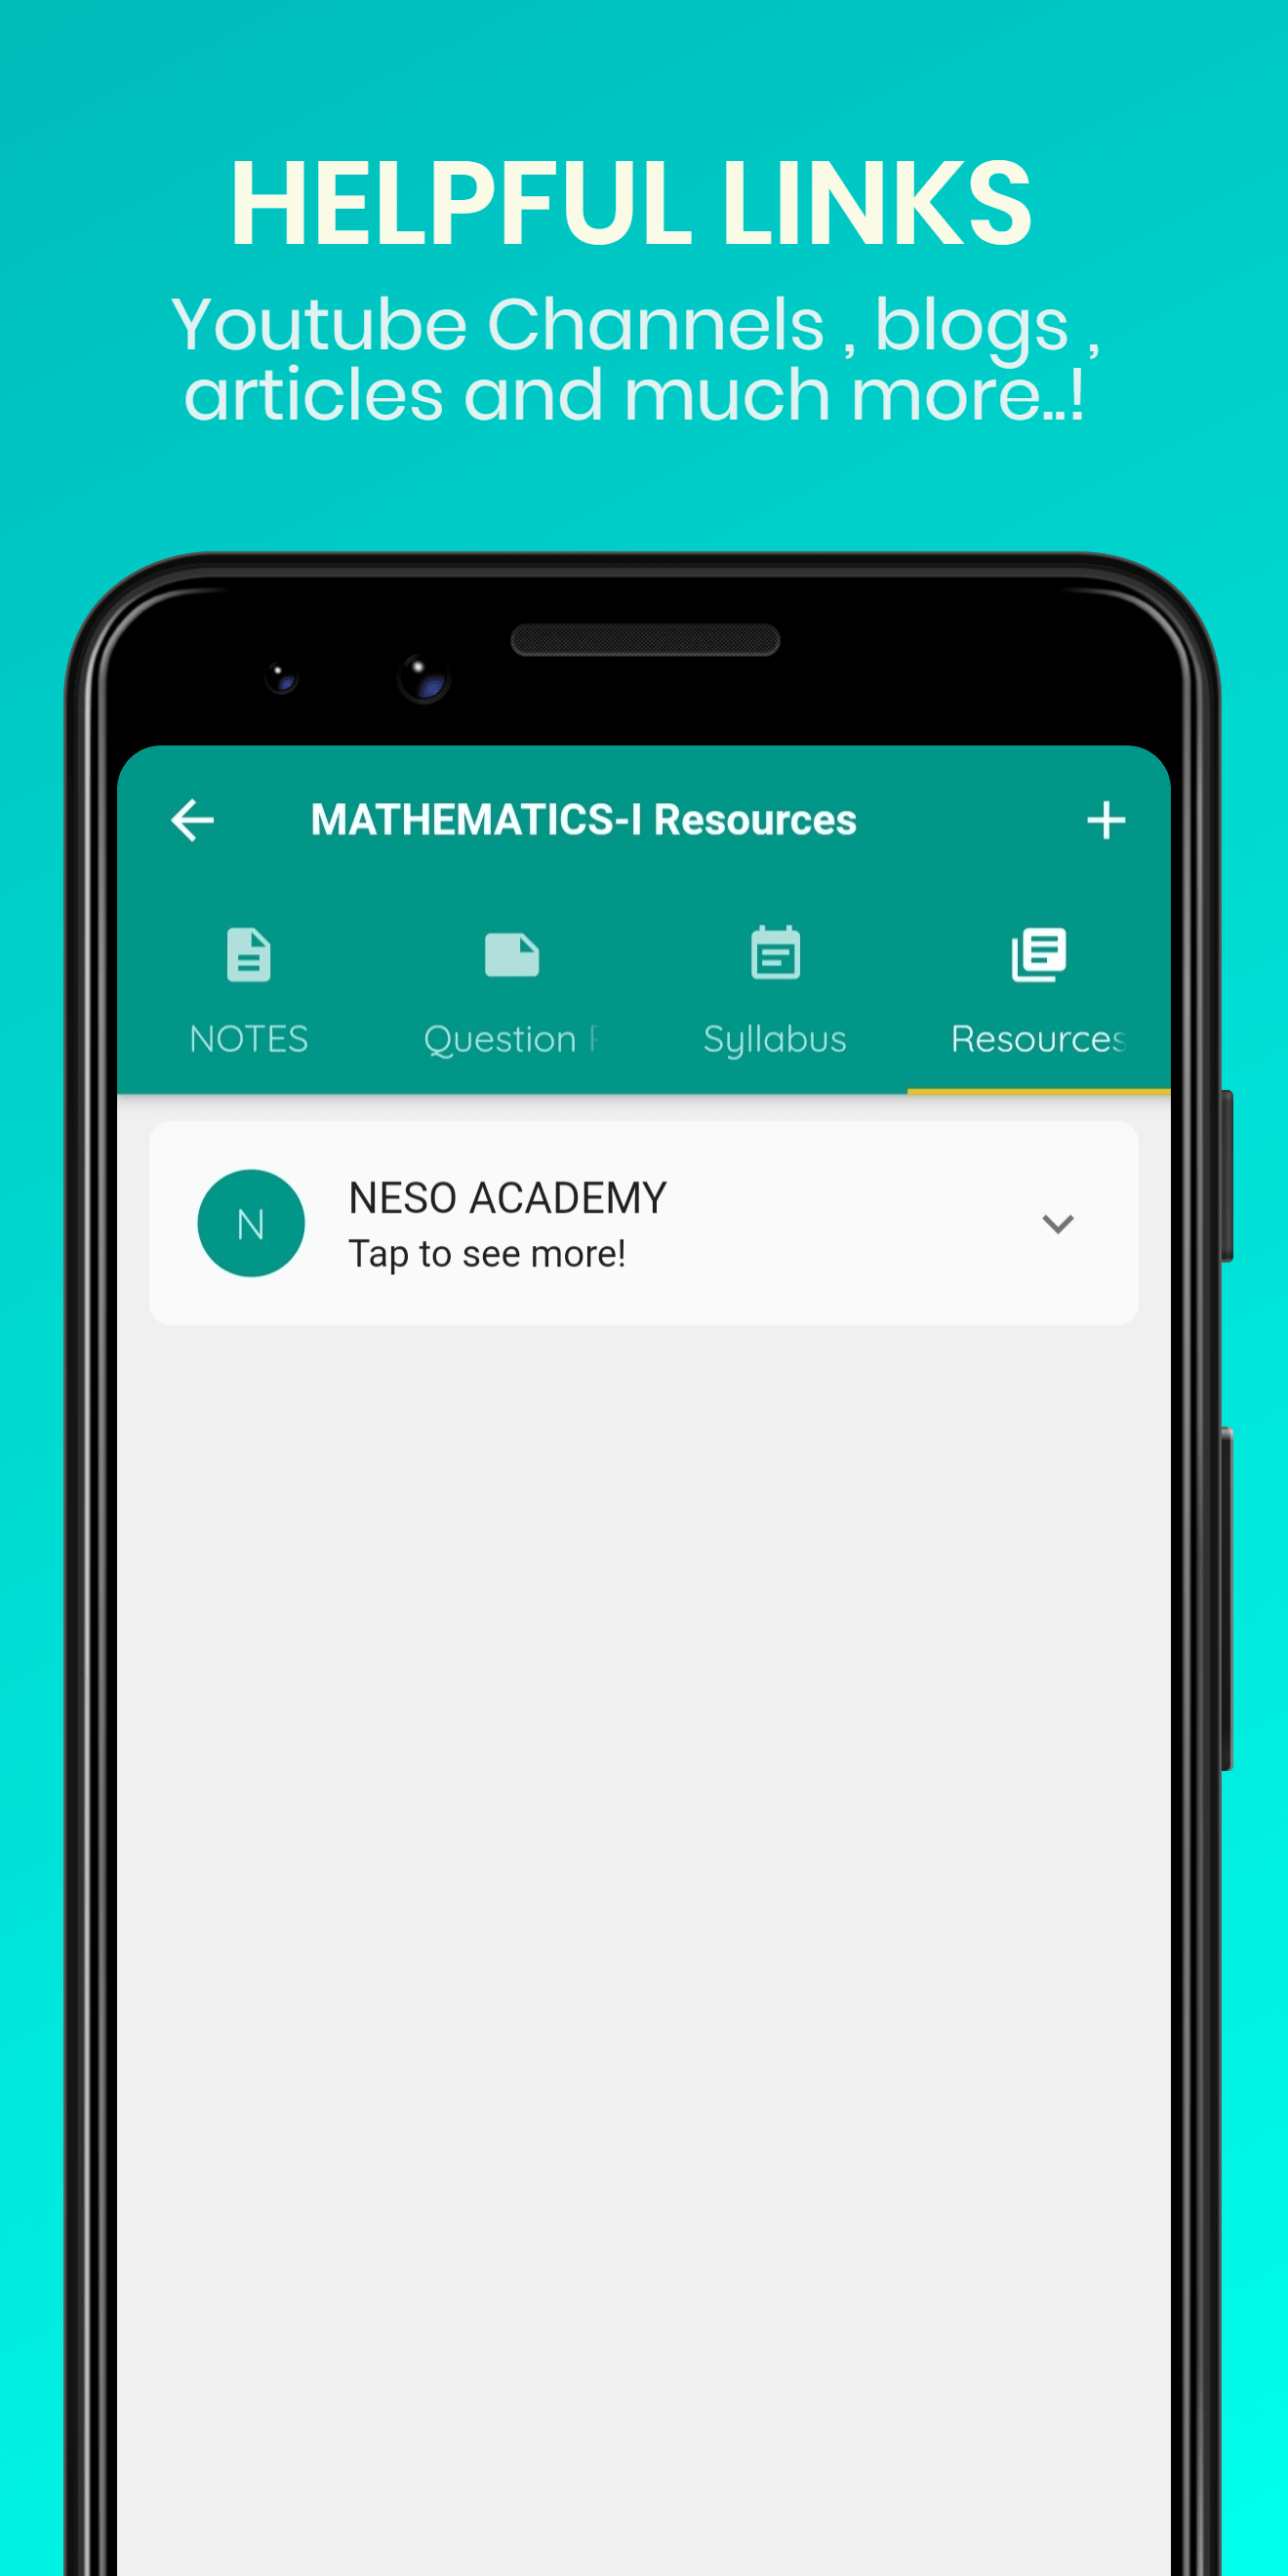 HELPFUL LINKS
Youtube Channels , blogs ,
articles and much more..!
MATHEMATICS-I Resources
NOTES
Question
Syllabus
Resources
N
NESO ACADEMY
Tap to see more!